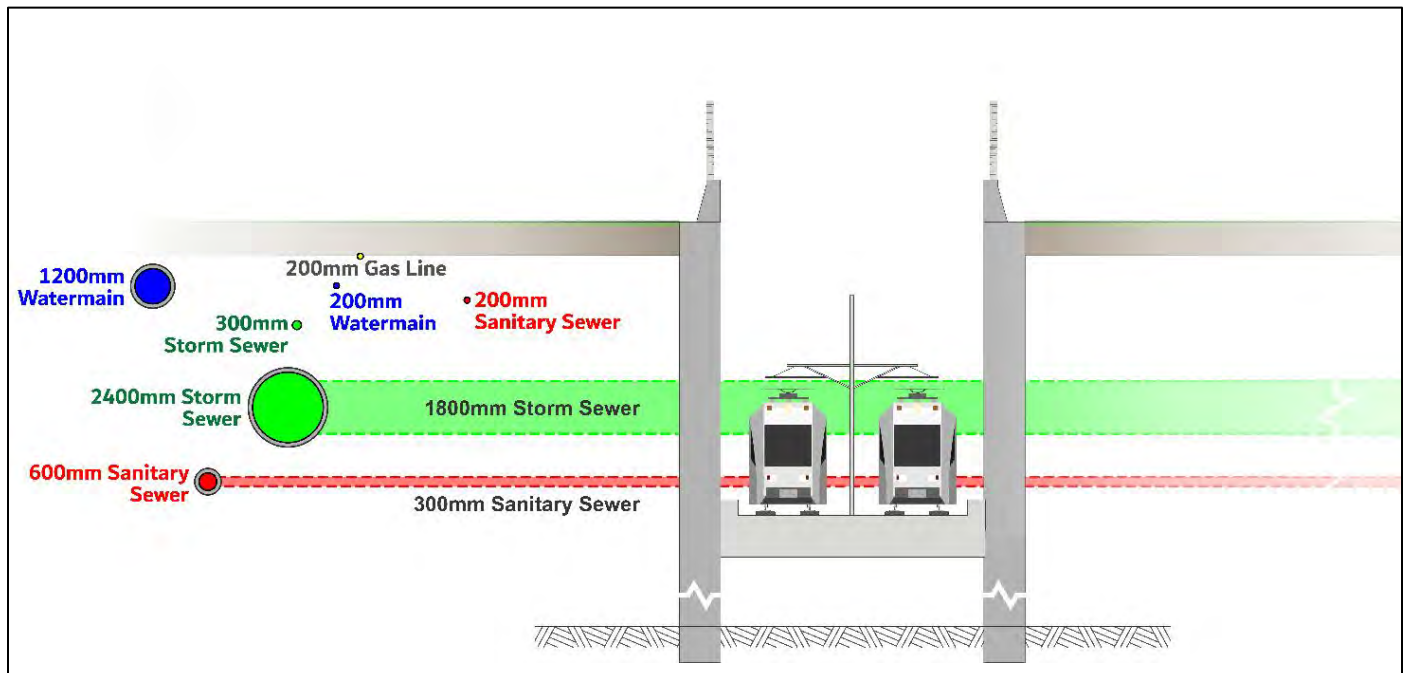 200mm Gas Line
1200mm
Watermain
200mm
Watermain
200mm
Sanitary Sewer
300mm
Storm Sewer
2400mm Storm
Sewer
1800mm Storm Sewer
600mm Sanitary
Sewer
300mm Sanitary Sewer